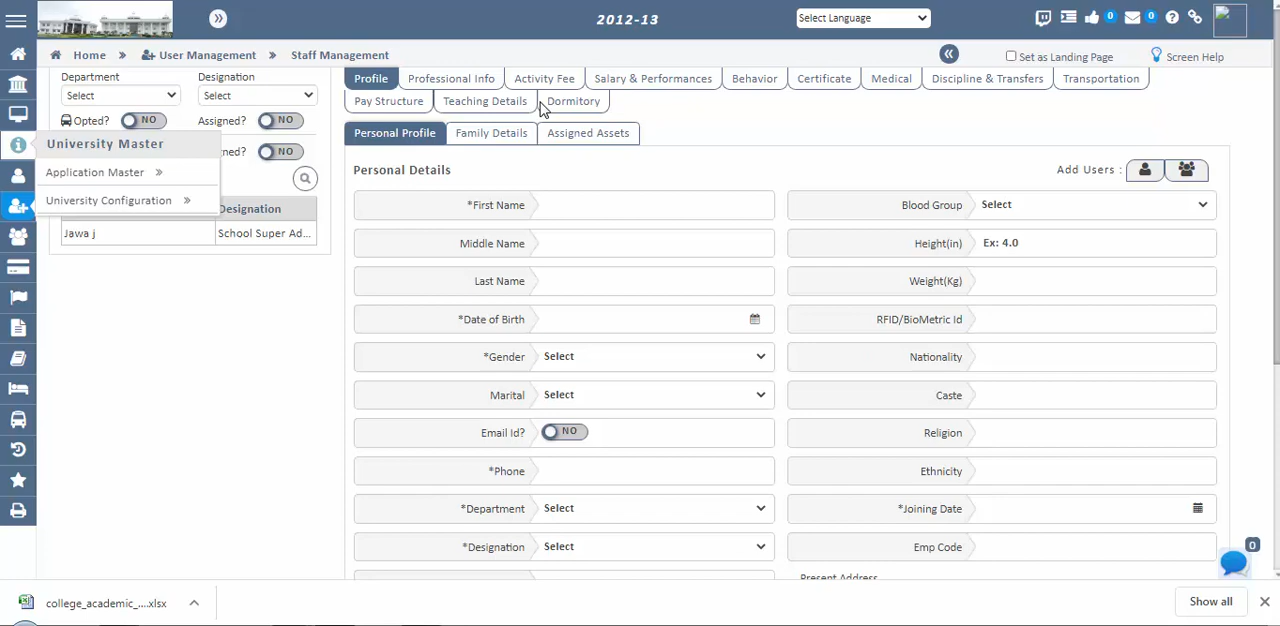 2012-13
Select Language
0
0
Home » User Management » Staff Management
Set as Landing Page
Screen Help
Department
Designation
Select
Select
Opted?
NO
Assigned?
NO
NO
University Master
Application Master »
University Configuration »
Designation
Jawa j
School Super Ad...
Profile
Professional Info
Activity Fee
Salary & Performances
Behavior
Certificate
Medical
Discipline & Transfers
Transportation
Pay Structure
Teaching Details
Dormitory
Personal Profile
Family Details
Assigned Assets
Personal Details
Add Users :
*First Name
Blood Group
Select
Middle Name
Height(in)
Ex: 4.0
Last Name
Weight(Kg)
*Date of Birth
RFID/BioMetric Id
*Gender
Select
Nationality
Marital
Select
Caste
Email Id?
NO
Religion
*Phone
Ethnicity
*Department
Select
*Joining Date
*Designation
Select
Emp Code
Present Address
0
college_academic_....xlsx
Show all